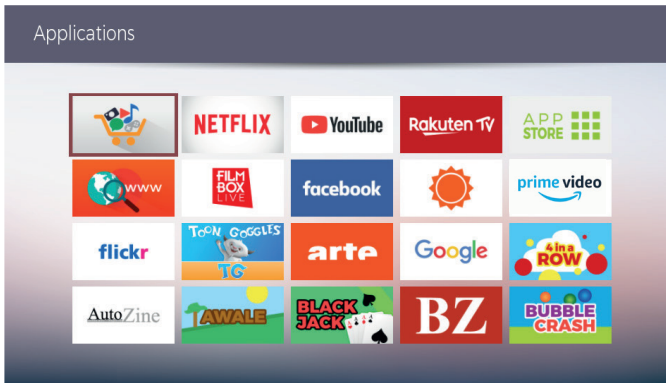 Applications
NETFLIX
YouTube
Rakuten TV
APP
STORE
www
FILM
BOX
LIVE
facebook
prime video
flickr
TOON GOGGLES
TG
arte
Google
4 in a
ROW
AutoZine
AWALE
BLACK
JACK
BZ
BUBBLE
CRASH